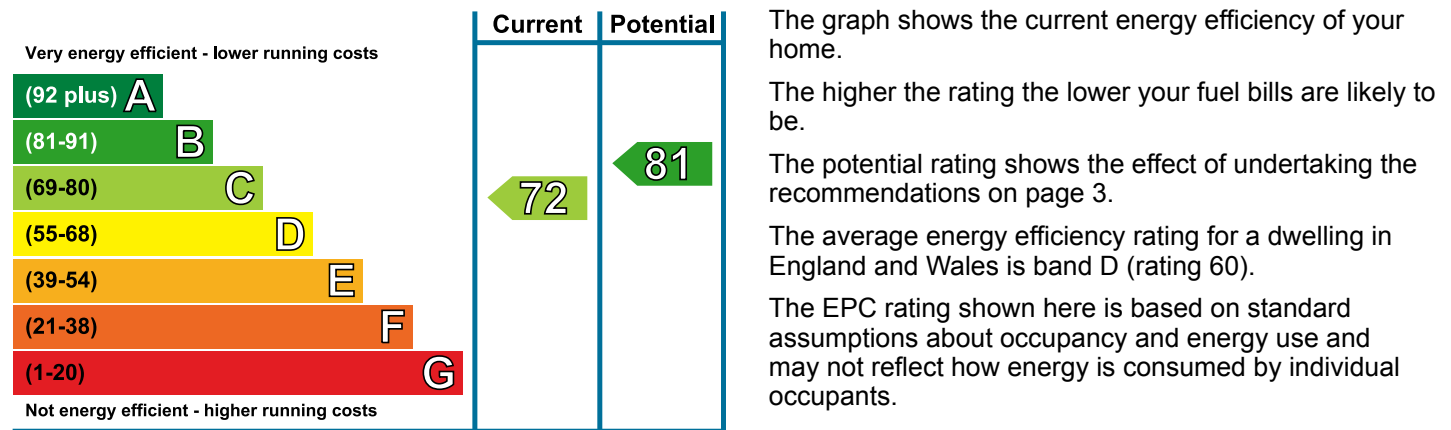 Current Potential
Very energy efficient - lower running costs
(92 plus) A
(81-91) B
(69-80) C
(55-68) D
(39-54) E
(21-38) F
(1-20) G
Not energy efficient - higher running costs
72
81
The graph shows the current energy efficiency of your
home.
The higher the rating the lower your fuel bills are likely to
be.
The potential rating shows the effect of undertaking the
recommendations on page 3.
The average energy efficiency rating for a dwelling in
England and Wales is band D (rating 60).
The EPC rating shown here is based on standard
assumptions about occupancy and energy use and
may not reflect how energy is consumed by individual
occupants.